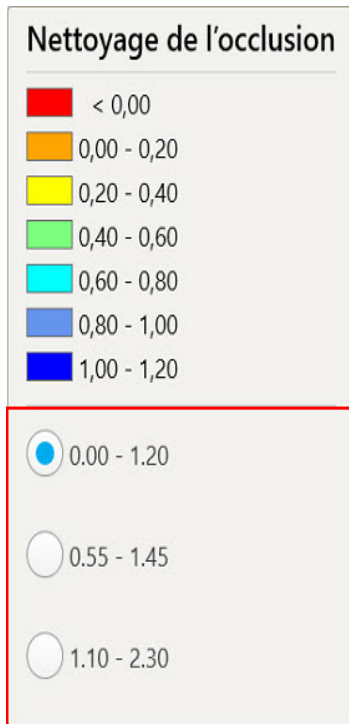 Nettoyage de l’occlusion
< 0,00
0,00 - 0,20
0,20 - 0,40
0,40 - 0,60
0,60 - 0,80
0,80 - 1,00
1,00 - 1,20
0.00 - 1.20
0.55 - 1.45
1.10 - 2.30